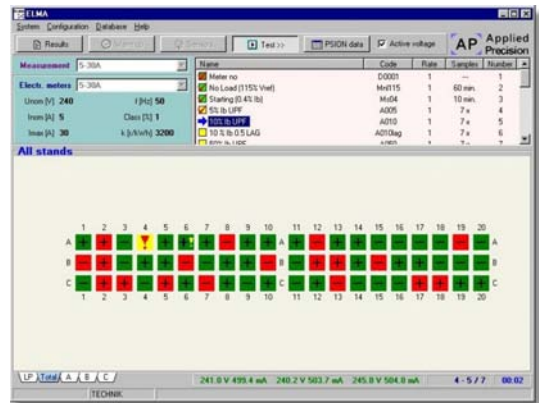 ELMA
System Configuration Database Help
Results Sensors Test >> PSION data Active voltage AP Applied Precision
Measurement 5-30A
Electr. meters 5-30A
Unom [V] 240 f [Hz] 50
Inom [A] 5 Class [%] 1
Imax [A] 30 k [r/kWh] 3200
Name Code Rate Samples Number
Meter no D0001 1 --- 1
No Load (115% Vref) Mnl115 1 60 min. 2
Starting (0.4% Ib) Ms04 1 10 min. 3
5% Ib UPF A005 1 7 x 4
10% Ib UPF A010 1 7 x 5
10 % Ib 0.5 LAG A010lag 1 7 x 6
All stands
1 2 3 4 5 6 7 8 9 10 11 12 13 14 15 16 17 18 19 20
A A A
B B B
C C C
1 2 3 4 5 6 7 8 9 10 11 12 13 14 15 16 17 18 19 20
LP Total A B C 241.0 V 499.4 mA 240.2 V 503.7 mA 245.0 V 504.0 mA 4 - 5 / 7 00:02
TECHNIK